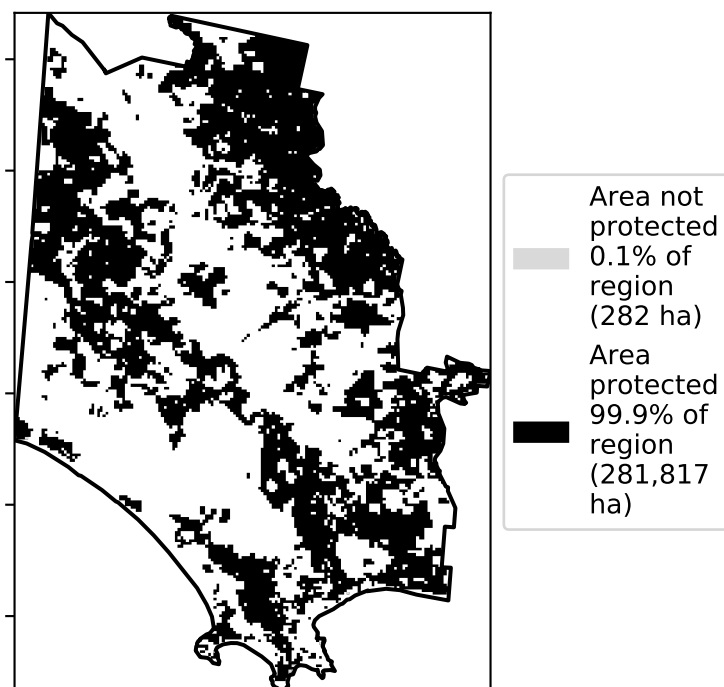 Area not
protected
0.1% of
region
(282 ha)
Area
protected
99.9% of
region
(281,817
ha)